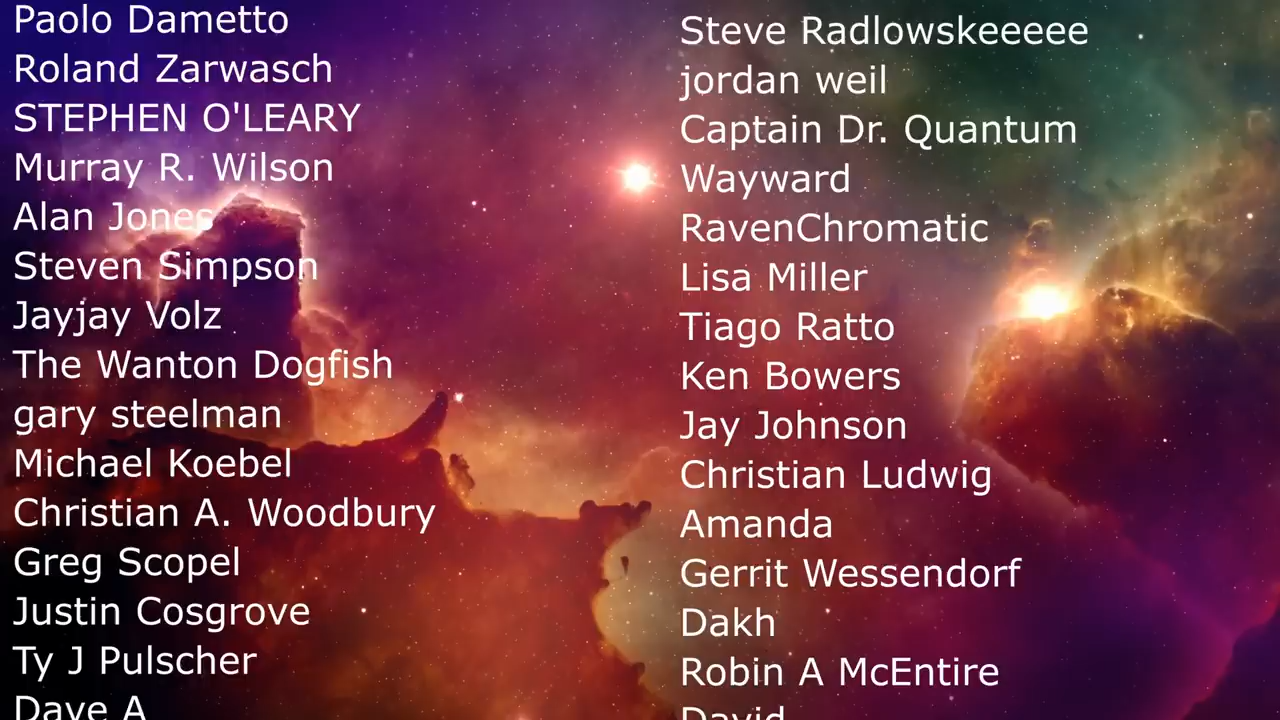 Paolo Dametto
Roland Zarwasch
STEPHEN O'LEARY
Murray R. Wilson
Alan Jones
Steven Simpson
Jayjay Volz
The Wanton Dogfish
gary steelman
Michael Koebel
Christian A. Woodbury
Greg Scopel
Justin Cosgrove
Ty J Pulscher
Dave A
Steve Radlowskeeeee
jordan weil
Captain Dr. Quantum
Wayward
RavenChromatic
Lisa Miller
Tiago Ratto
Ken Bowers
Jay Johnson
Christian Ludwig
Amanda
Gerrit Wessendorf
Dakh
Robin A McEntire
David